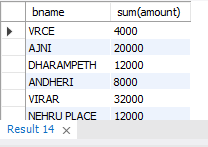 bname sum(amount)
VRCE 4000
AJNI 20000
DHARAMPETH 12000
ANDHERI 8000
VIRAR 32000
NEHRU PLACE 12000
Result 14 ×